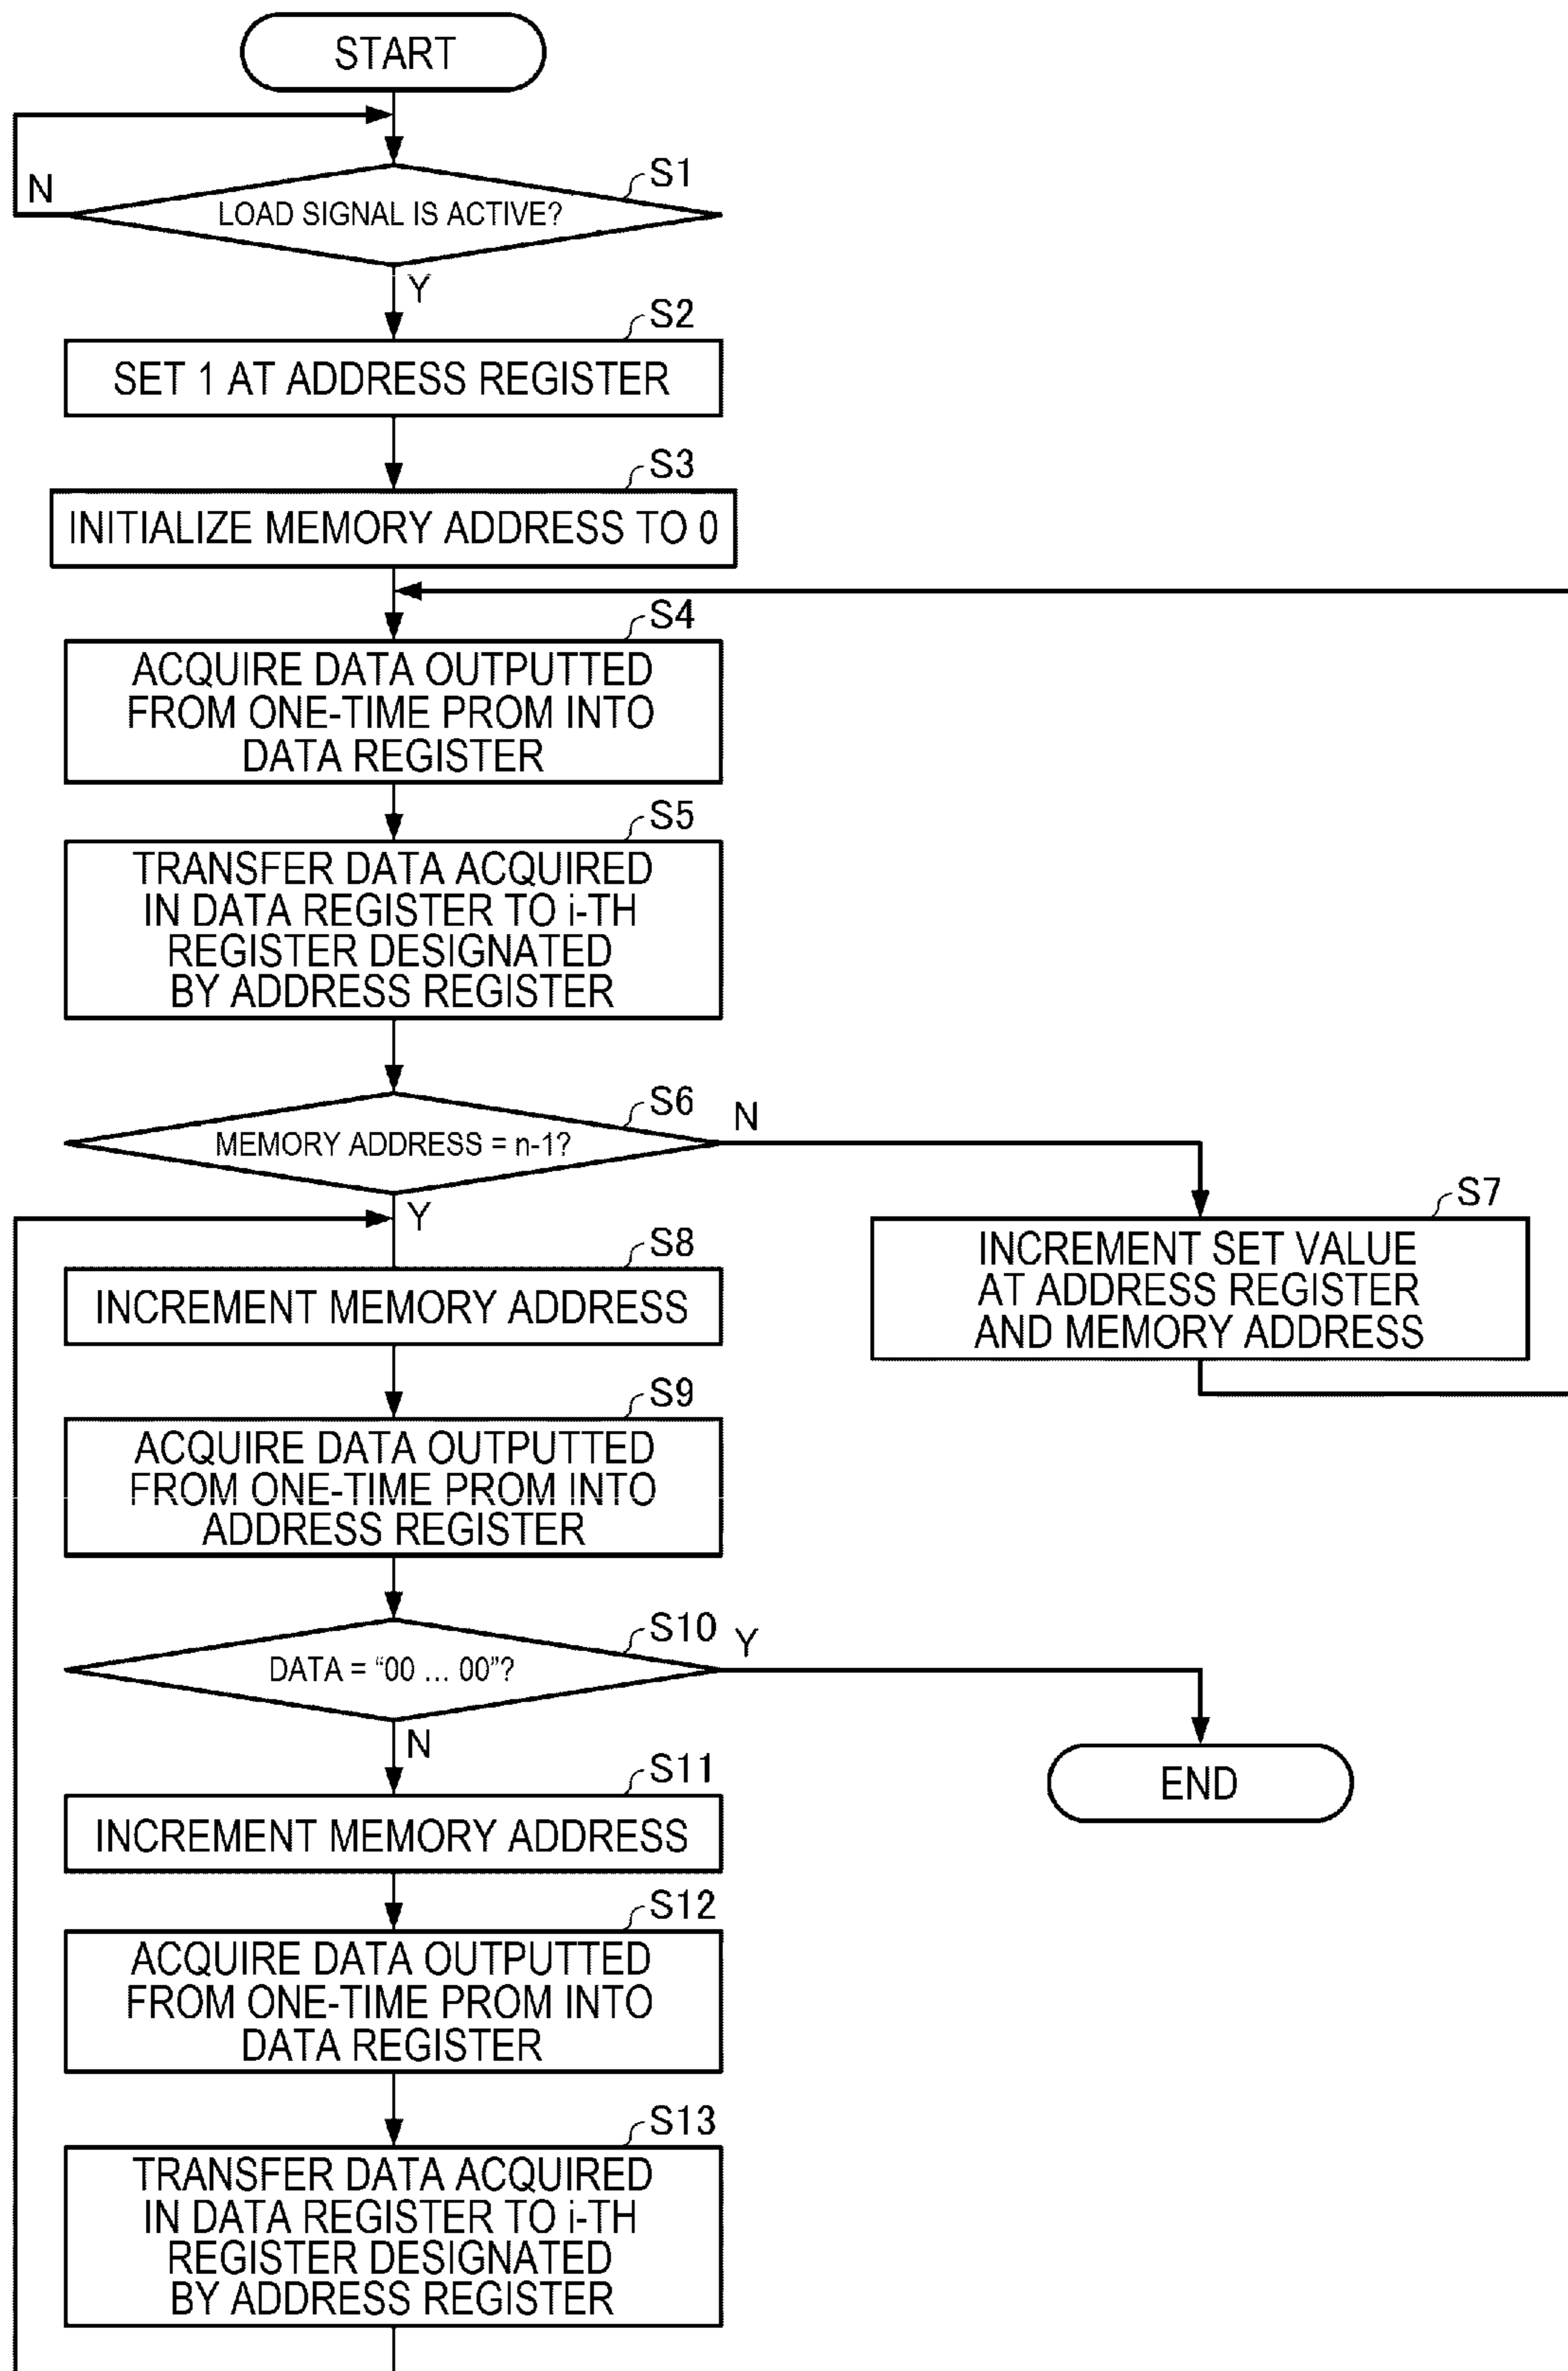 START
S1
N
LOAD SIGNAL IS ACTIVE?
Y
S2
SET 1 AT ADDRESS REGISTER
S3
INITIALIZE MEMORY ADDRESS TO 0
S4
ACQUIRE DATA OUTPUTTED
FROM ONE-TIME PROM INTO
DATA REGISTER
S5
TRANSFER DATA ACQUIRED
IN DATA REGISTER TO i-TH
REGISTER DESIGNATED
BY ADDRESS REGISTER
S6
N
MEMORY ADDRESS = n-1?
Y
S7
INCREMENT SET VALUE
AT ADDRESS REGISTER
AND MEMORY ADDRESS
S8
INCREMENT MEMORY ADDRESS
S9
ACQUIRE DATA OUTPUTTED
FROM ONE-TIME PROM INTO
ADDRESS REGISTER
S10
Y
DATA = “00 ... 00”?
N
END
S11
INCREMENT MEMORY ADDRESS
S12
ACQUIRE DATA OUTPUTTED
FROM ONE-TIME PROM INTO
DATA REGISTER
S13
TRANSFER DATA ACQUIRED
IN DATA REGISTER TO i-TH
REGISTER DESIGNATED
BY ADDRESS REGISTER